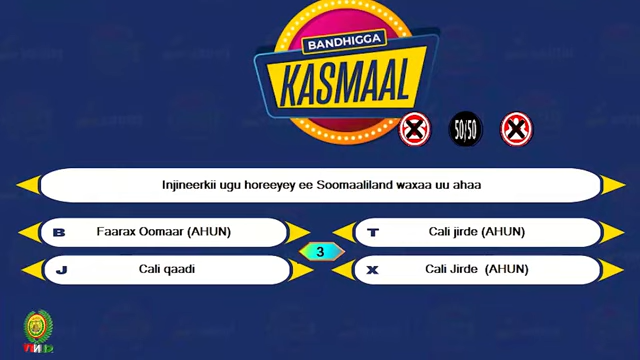 BANDHIGGA
KASMAAL
50/50
Injineerkii ugu horeeyey ee Soomaaliland waxaa uu ahaa
B Faarax Oomaar (AHUN)
T Cali jirde (AHUN)
3
J Cali qaadi
X Cali Jirde (AHUN)